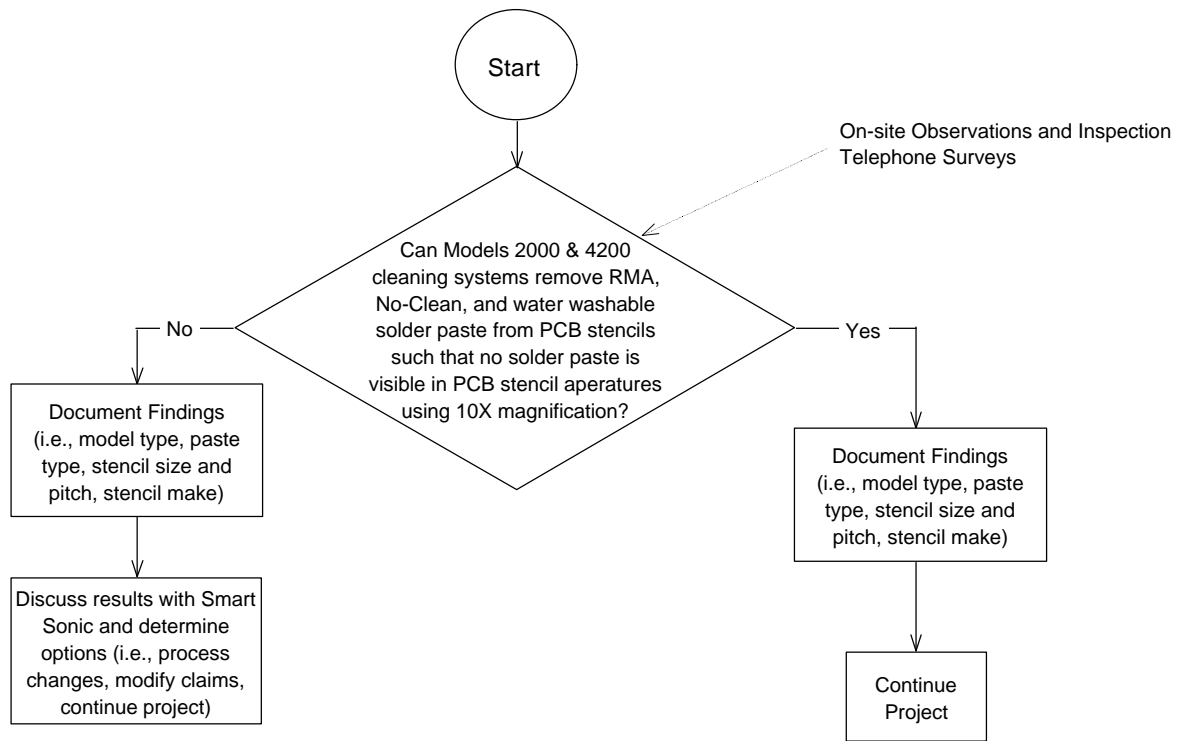 Start
On-site Observations and Inspection
Telephone Surveys
Can Models 2000 & 4200
cleaning systems remove RMA,
No-Clean, and water washable
solder paste from PCB stencils
such that no solder paste is
visible in PCB stencil aperatures
using 10X magnification?
No
Yes
Document Findings
(i.e., model type, paste
type, stencil size and
pitch, stencil make)
Discuss results with Smart
Sonic and determine
options (i.e., process
changes, modify claims,
continue project)
Document Findings
(i.e., model type, paste
type, stencil size and
pitch, stencil make)
Continue
Project